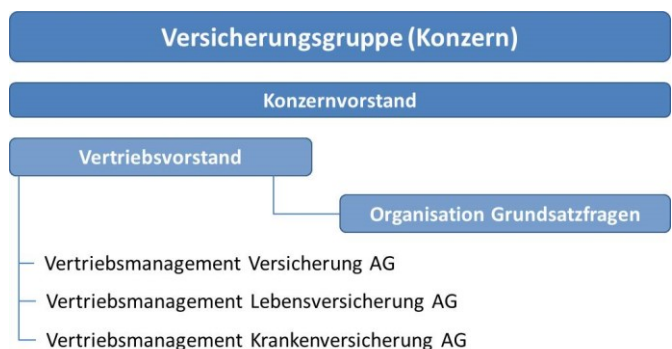 Versicherungsgruppe (Konzern)
Konzernvorstand
Vertriebsvorstand
Organisation Grundsatzfragen
Vertriebsmanagement Versicherung AG
Vertriebsmanagement Lebensversicherung AG
Vertriebsmanagement Krankenversicherung AG